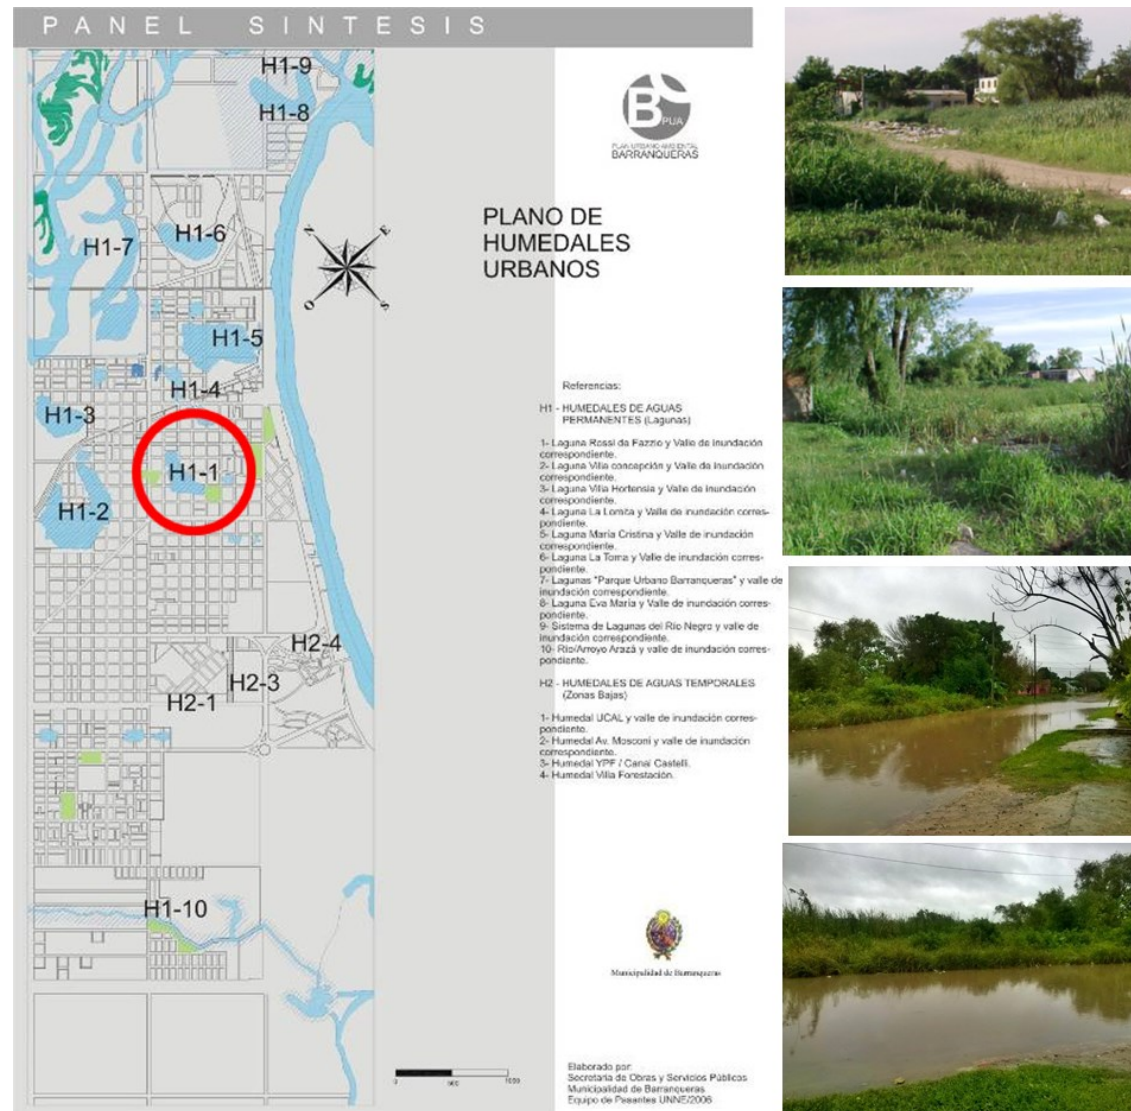 PANEL SINTESIS
H1-9
H1-8
H1-7
H1-6
H1-5
H1-4
H1-3
H1-1
H1-2
H2-4
H2-3
H2-1
H1-10
N
E
O
S
B
PUA
PLAN URBANO AMBIENTAL
BARRANQUERAS
PLANO DE
HUMEDALES
URBANOS
Referencias:
H1 - HUMEDALES DE AGUAS
PERMANENTES (Lagunas)
1- Laguna Rossi de Fazzio y Valle de inundación
correspondiente.
2- Laguna Villa concepción y Valle de inundación
correspondiente.
3- Laguna Villa Hortensia y Valle de inundación
correspondiente.
4- Laguna La Lomita y Valle de inundación corres-
pondiente.
5- Laguna María Cristina y Valle de inundación
correspondiente.
6- Laguna La Toma y Valle de inundación corres-
pondiente.
7- Lagunas "Parque Urbano Barranqueras" y valle de
inundación correspondiente.
8- Laguna Eva María y Valle de inundación corres-
pondiente.
9- Sistema de Lagunas del Río Negro y valle de
inundación correspondiente.
10- Río/Arroyo Arazá y valle de inundación corres-
pondiente.
H2 - HUMEDALES DE AGUAS TEMPORALES
(Zonas Bajas)
1- Humedal UCAL y valle de inundación corres-
pondiente.
2- Humedal Av. Mosconi y valle de inundación
correspondiente.
3- Humedal YPF / Canal Castelli.
4- Humedal Villa Forestación.
Municipalidad de Barranqueras
0 500 1000
Elaborado por:
Secretaria de Obras y Servicios Públicos
Municipalidad de Barranqueras
Equipo de Pasantes UNNE/2006